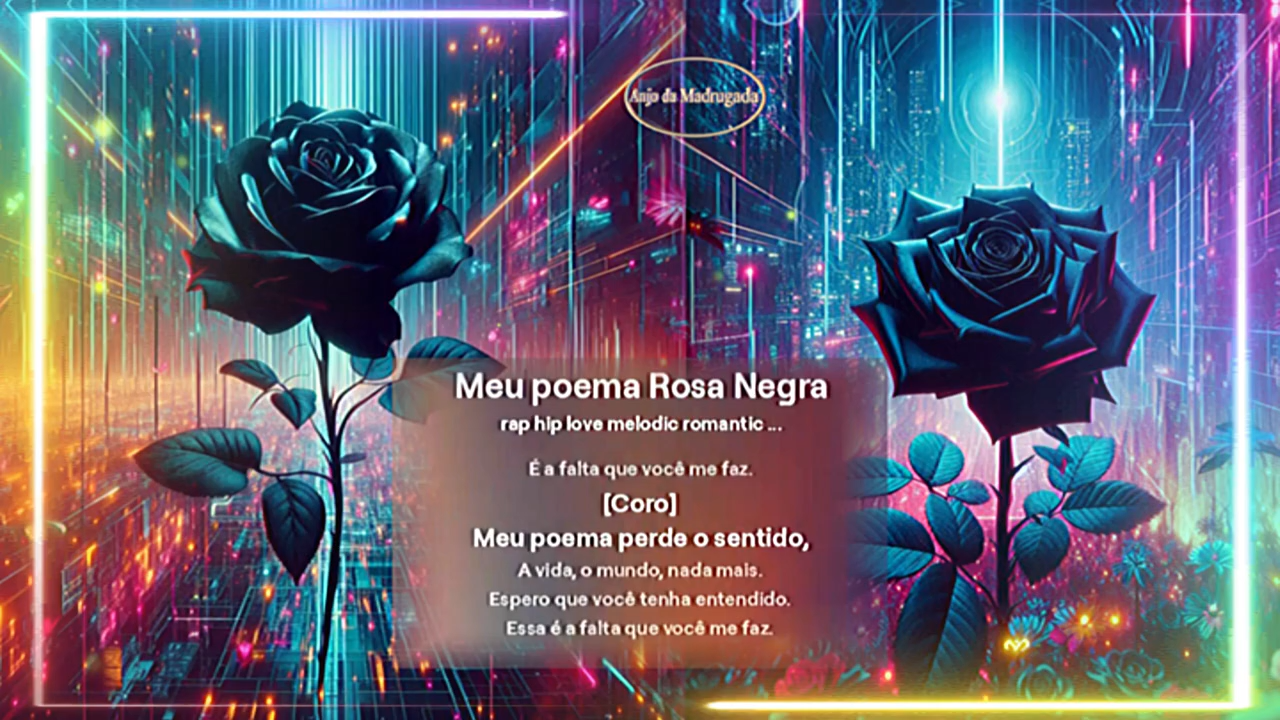 Anjo da Madrugada
Meu poema Rosa Negra
rap hip love melodic romantic ...
É a falta que você me faz.
[Coro]
Meu poema perde o sentido,
A vida, o mundo, nada mais.
Espero que você tenha entendido.
Essa é a falta que você me faz.